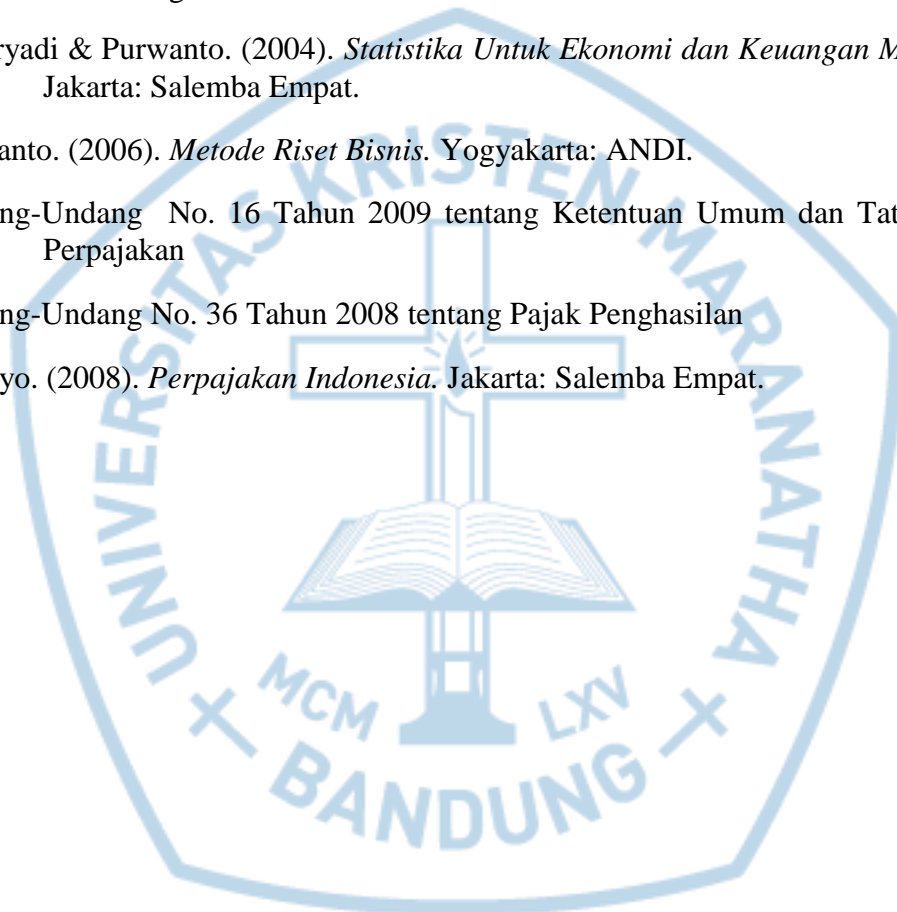 ryadi & Purwanto. (2004). Statistika Untuk Ekonomi dan Keuangan M
Jakarta: Salemba Empat.
anto. (2006). Metode Riset Bisnis. Yogyakarta: ANDI.
ng-Undang No. 16 Tahun 2009 tentang Ketentuan Umum dan Tat
Perpajakan
ng-Undang No. 36 Tahun 2008 tentang Pajak Penghasilan
yo. (2008). Perpajakan Indonesia. Jakarta: Salemba Empat.
UNIVERSITAS KRISTEN MARANATHA
MCM LXV
BANDUNG